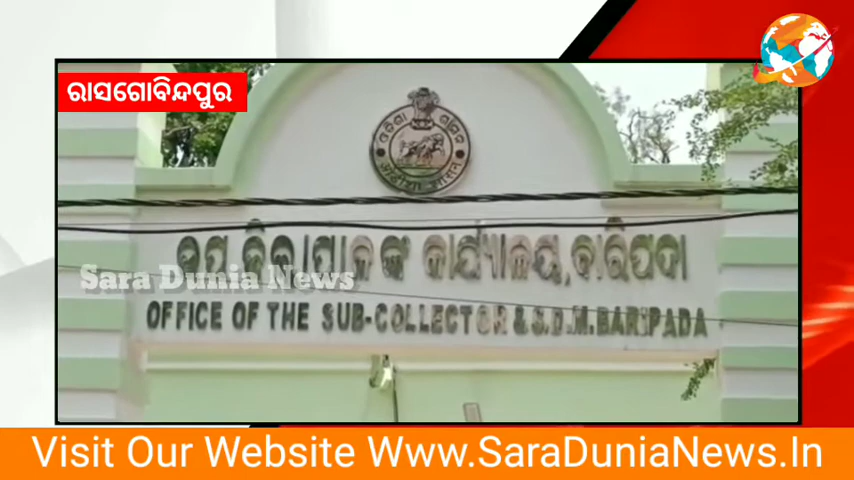 ରାସଗୋବିନ୍ଦପୁର
ଉପ ଜିଲ୍ଲାପାଳଙ୍କ କାର୍ଯ୍ୟାଳୟ,ବାରିପଦା
Sara Dunia News
OFFICE OF THE SUB-COLLECTOR & S.D.M.BARIPADA
Visit Our Website Www.SaraDuniaNews.In